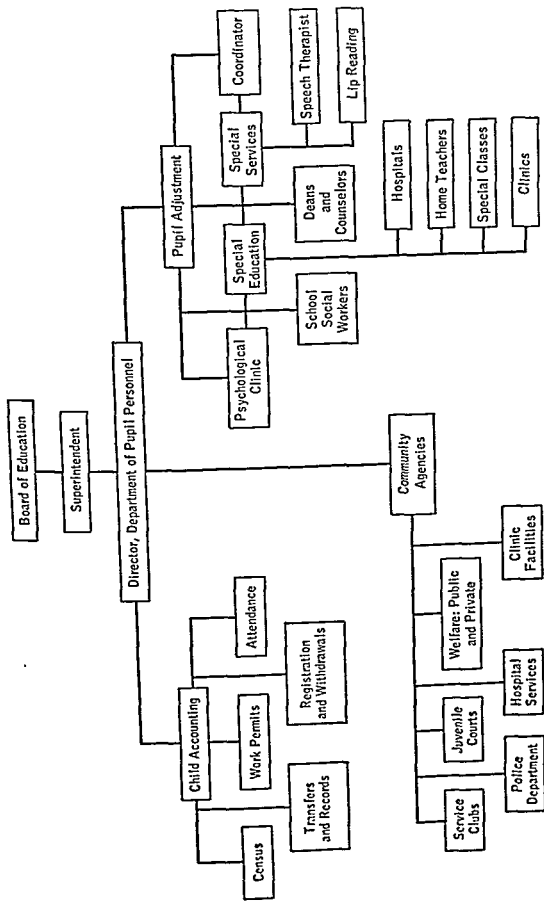 Board of Education
Superintendent
Director, Department of Pupil Personnel
Child Accounting
Census
Transfers
and Records
Work Permits
Registration
and Withdrawals
Attendance
Community
Agencies
Service
Clubs
Police
Department
Juvenile
Courts
Hospital
Services
Welfare: Public
and Private
Clinic
Facilities
Pupil Adjustment
Psychological
Clinic
School
Social
Workers
Special
Education
Deans
and
Counselors
Special
Services
Coordinator
Speech Therapist
Lip Reading
Hospitals
Home Teachers
Special Classes
Clinics